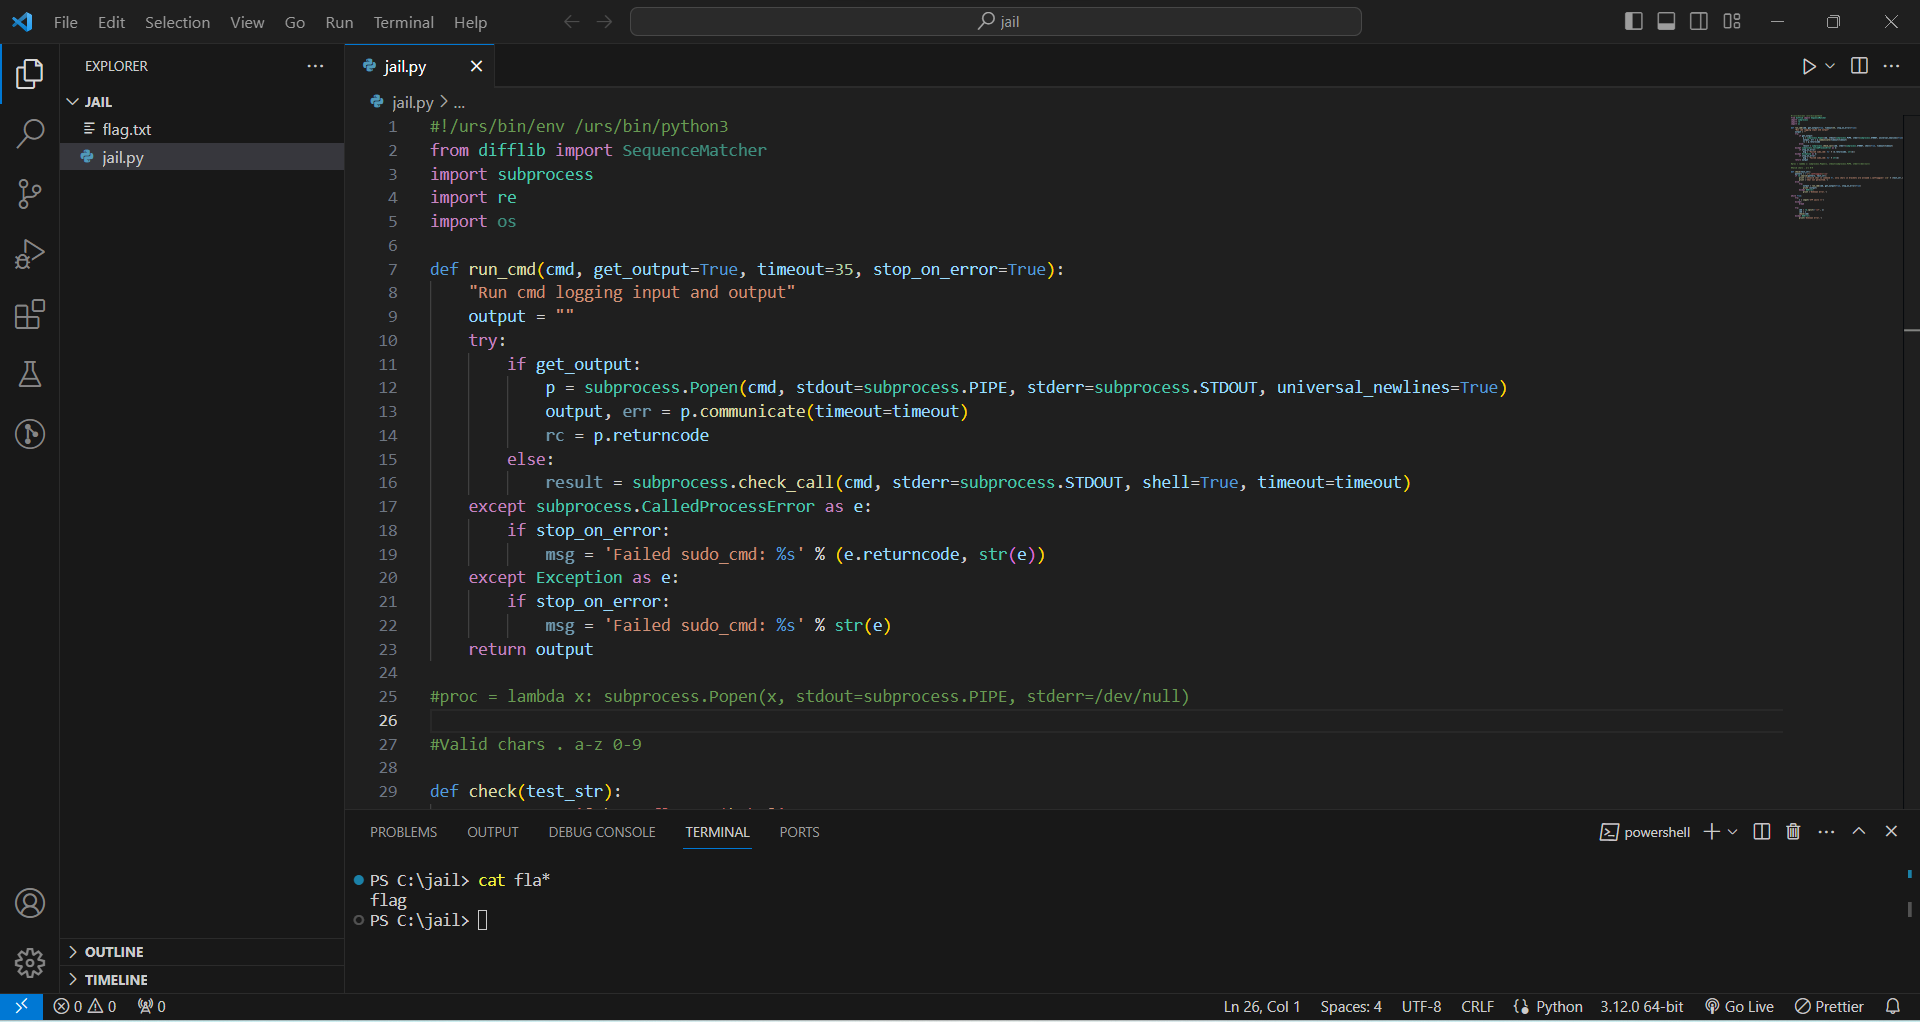 File Edit Selection View Go Run Terminal Help
jail
EXPLORER
JAIL
flag.txt
jail.py
OUTLINE
TIMELINE
jail.py
jail.py > ...
1 #!/urs/bin/env /urs/bin/python3
2 from difflib import SequenceMatcher
3 import subprocess
4 import re
5 import os
6
7 def run_cmd(cmd, get_output=True, timeout=35, stop_on_error=True):
8 "Run cmd logging input and output"
9 output = ""
10 try:
11 if get_output:
12 p = subprocess.Popen(cmd, stdout=subprocess.PIPE, stderr=subprocess.STDOUT, universal_newlines=True)
13 output, err = p.communicate(timeout=timeout)
14 rc = p.returncode
15 else:
16 result = subprocess.check_call(cmd, stderr=subprocess.STDOUT, shell=True, timeout=timeout)
17 except subprocess.CalledProcessError as e:
18 if stop_on_error:
19 msg = 'Failed sudo_cmd: %s' % (e.returncode, str(e))
20 except Exception as e:
21 if stop_on_error:
22 msg = 'Failed sudo_cmd: %s' % str(e)
23 return output
24
25 #proc = lambda x: subprocess.Popen(x, stdout=subprocess.PIPE, stderr=/dev/null)
26
27 #Valid chars . a-z 0-9
28
29 def check(test_str):
PROBLEMS OUTPUT DEBUG CONSOLE TERMINAL PORTS
powershell
PS C:\jail> cat fla*
flag
PS C:\jail>
0 0 0
Ln 26, Col 1 Spaces: 4 UTF-8 CRLF Python 3.12.0 64-bit Go Live Prettier